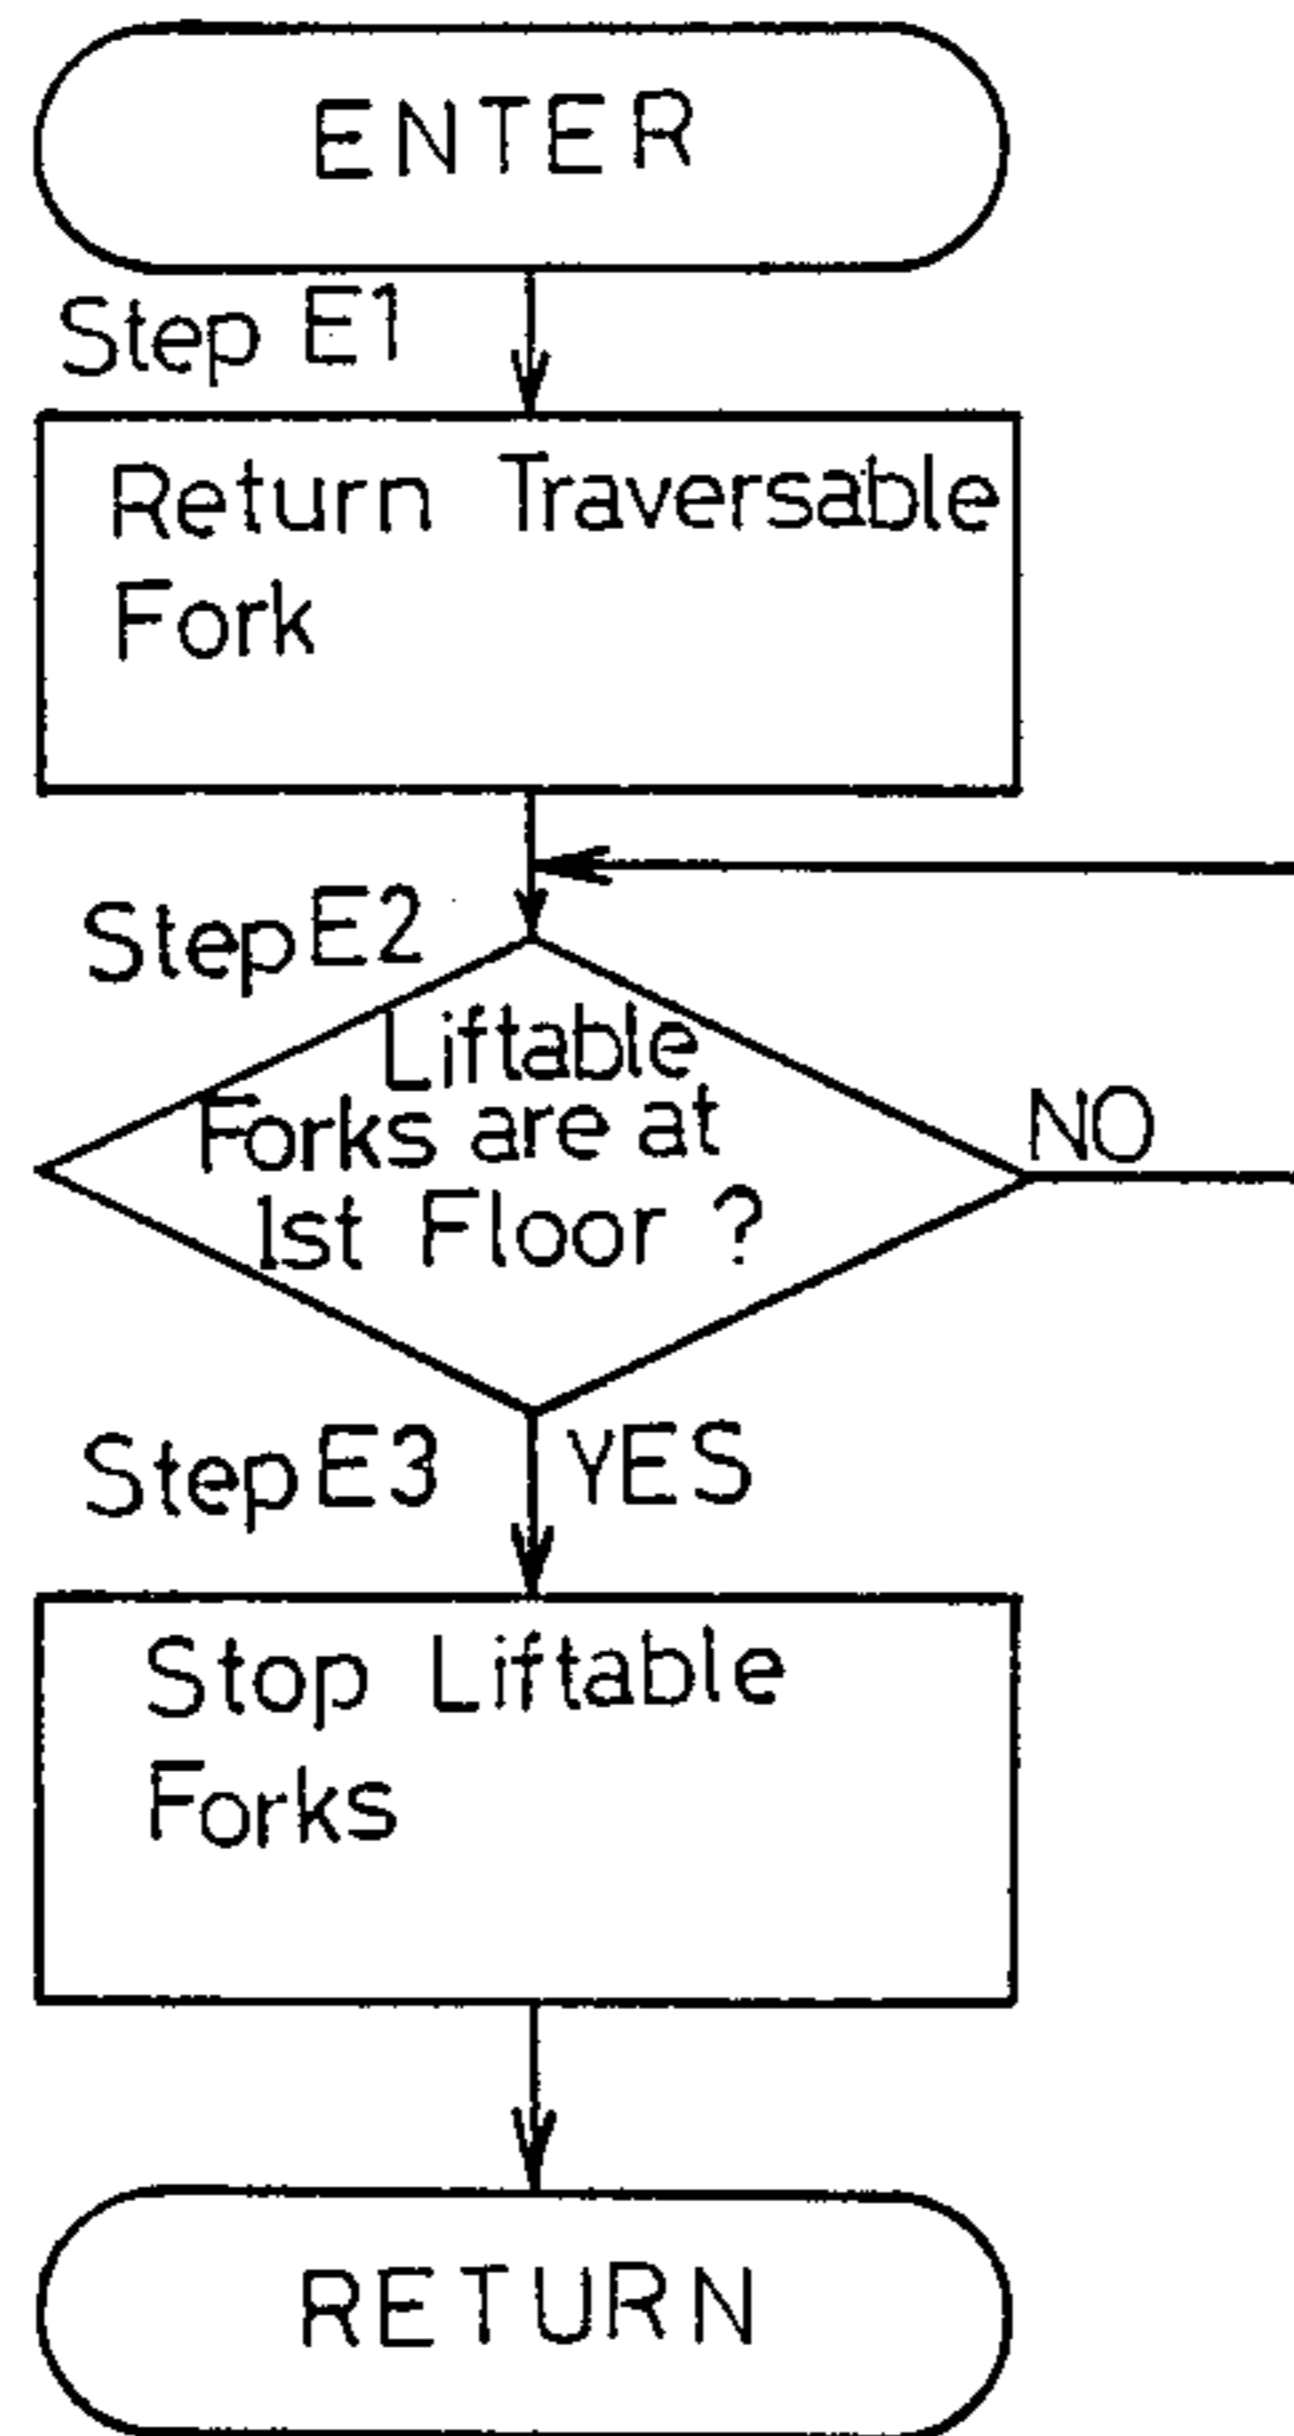 ENTER
Step E1
Return Traversable
Fork
Step E2
Liftable
Forks are at
1st Floor ?
NO
Step E3
YES
Stop Liftable
Forks
RETURN